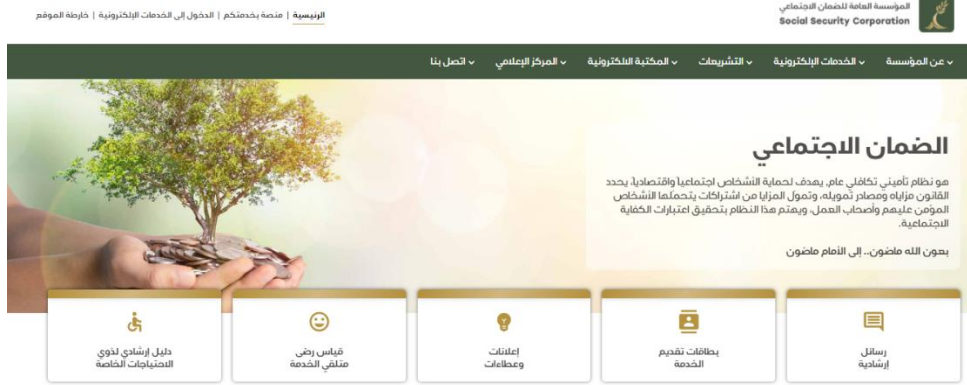 المؤسسة العامة للضمان الاجتماعي
Social Security Corporation
الرئيسية | منصة بخدمتكم | الدخول إلى الخدمات الإلكترونية | خارطة الموقع
عن المؤسسة الخدمات الإلكترونية التشريعات المكتبة الالكترونية المركز الإعلامي اتصل بنا
الضمان الاجتماعي
هو نظام تأميني تكافلي عام, يهدف لحماية الأشخاص اجتماعياً واقتصادياً, يحدد
القانون مزاياه ومصادر تمويله، وتمول المزايا من اشتراكات يتحملها الأشخاص
المؤمن عليهم وأصحاب العمل، ويهتم هذا النظام بتحقيق اعتبارات الكفاية
الاجتماعية.
بعون الله ماضون.. إلى الأمام ماضون
رسائل
إرشادية
بطاقات تقديم
الخدمة
إعلانات
وعطاءات
قياس رضى
متلقي الخدمة
دليل إرشادي لذوي
الاحتياجات الخاصة